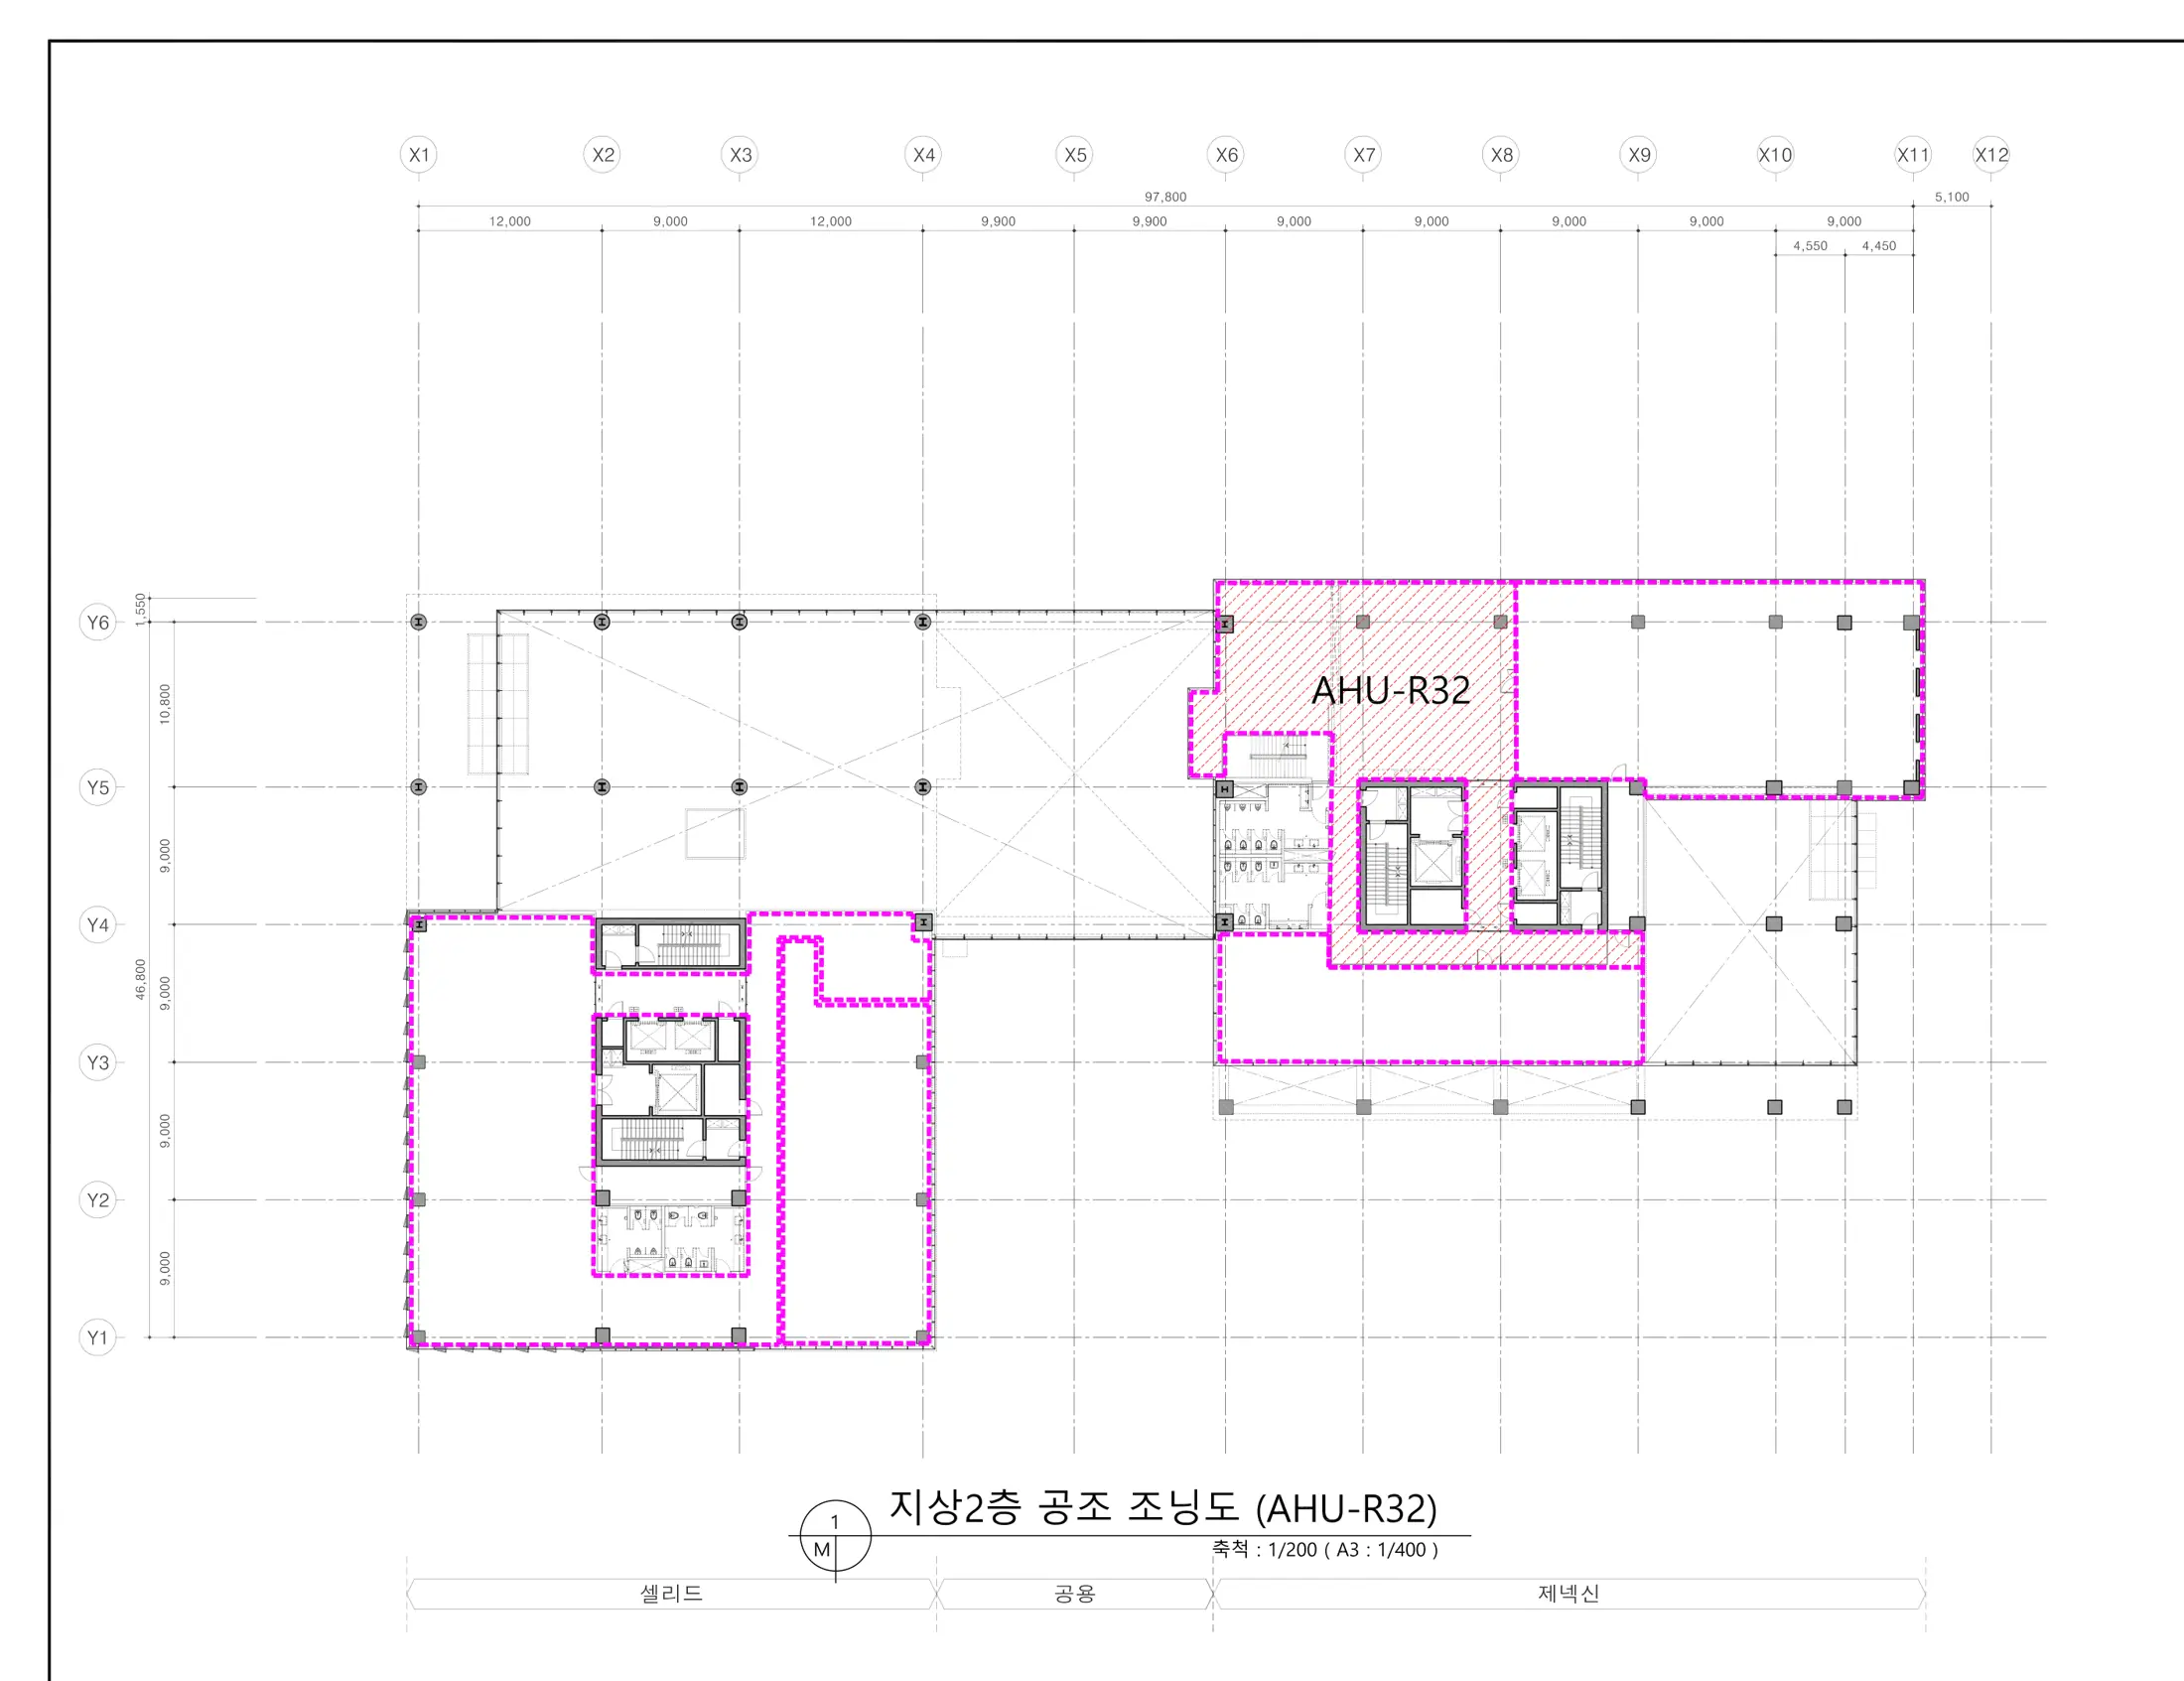 X1 X2 X3 X4 X5 X6 X7 X8 X9 X10 X11 X12
97,800 5,100
12,000 9,000 12,000 9,900 9,900 9,000 9,000 9,000 9,000 9,000
4,550 4,450
1,550
Y6
10,800
AHU-R32
Y5
9,000
Y4
46,800
9,000
Y3
9,000
Y2
9,000
Y1
지상2층 공조 조닝도 (AHU-R32)
1
M
축척 : 1/200 ( A3 : 1/400 )
셀리드 공용 제넥신